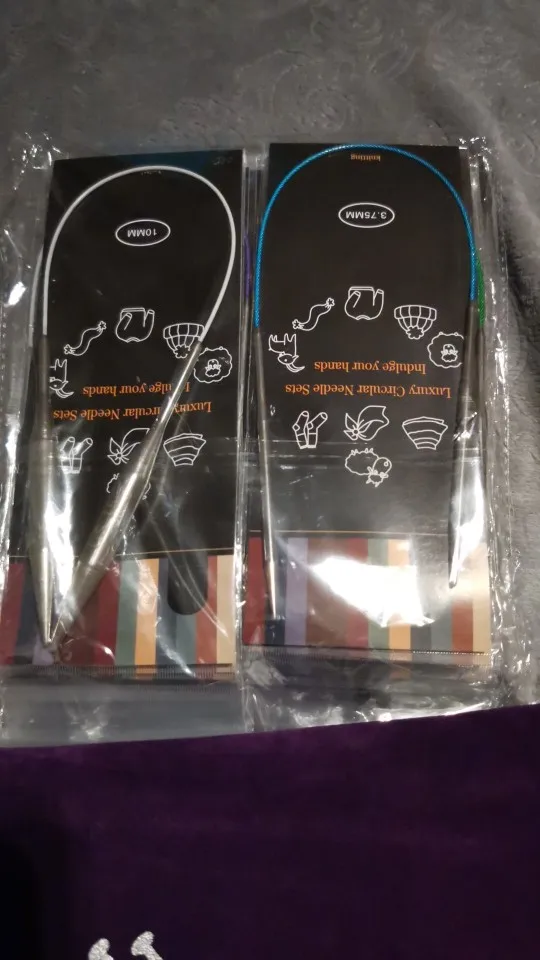 10MM
Luxury Circular Needle Sets
Indulge your hands
knitting
3.75MM
Luxury Circular Needle Sets
Indulge your hands